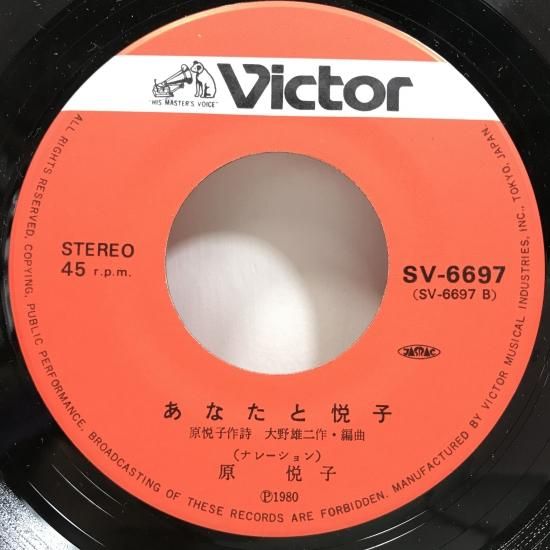 Victor
"HIS MASTER'S VOICE"
STEREO
45 r.p.m.
SV-6697
(SV-6697 B)
JASRAC
あなたと悦子
原悦子作詩 大野雄二作・編曲
(ナレーション)
原 悦子
Ⓟ1980
ALL RIGHTS RESERVED. COPYING, PUBLIC PERFORMANCE, BROADCASTING OF THESE RECORDS ARE FORBIDDEN. MANUFACTURED BY VICTOR MUSICAL INDUSTRIES, INC., TOKYO, JAPAN.